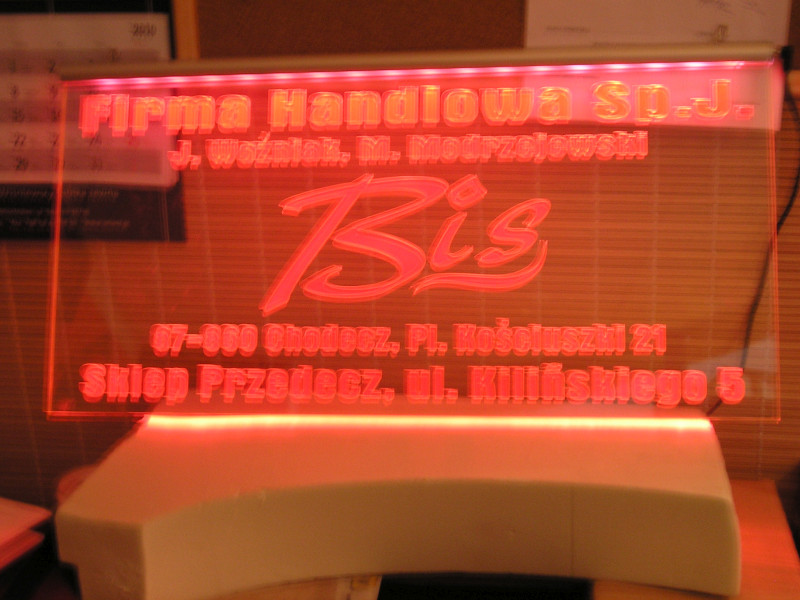 Firma Handlowa Sp.J.
J. Woźniak, M. Modrzejewski
Bis
87-860 Chodecz, Pl. Kościuszki 21
Sklep Przedecz, ul. Kilińskiego 5